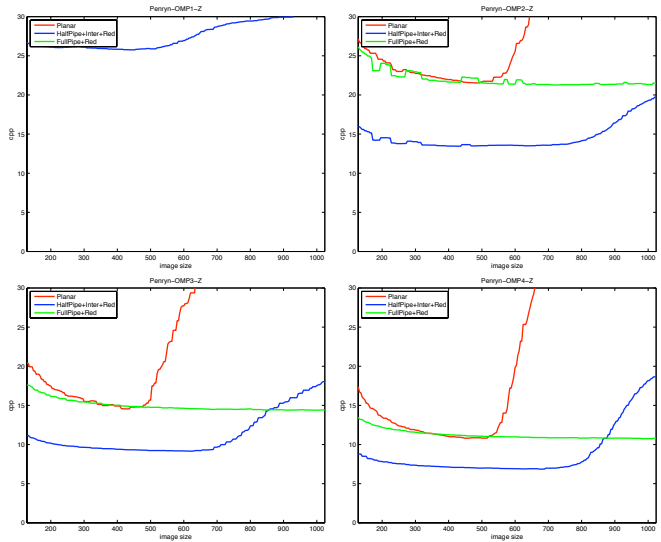 Penryn-OMP1-Z
30
25
20
15
10
5
0
cpp
Planar
HalfPipe+Inter+Red
FullPipe+Red
200 300 400 500 600 700 800 900 1000
image size
Penryn-OMP2-Z
30
25
20
15
10
5
0
cpp
Planar
HalfPipe+Inter+Red
FullPipe+Red
200 300 400 500 600 700 800 900 1000
image size
Penryn-OMP3-Z
30
25
20
15
10
5
0
cpp
Planar
HalfPipe+Inter+Red
FullPipe+Red
200 300 400 500 600 700 800 900 1000
image size
Penryn-OMP4-Z
30
25
20
15
10
5
0
cpp
Planar
HalfPipe+Inter+Red
FullPipe+Red
200 300 400 500 600 700 800 900 1000
image size